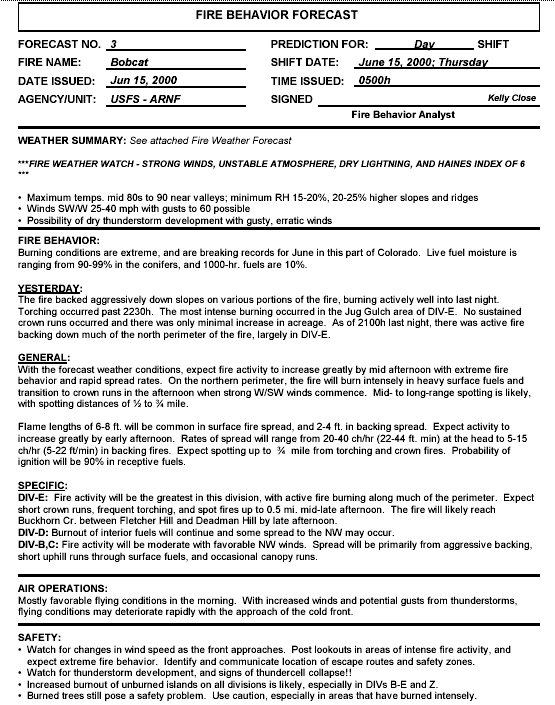 FIRE BEHAVIOR FORECAST
FORECAST NO. 3 PREDICTION FOR: Day SHIFT
FIRE NAME: Bobcat SHIFT DATE: June 15, 2000; Thursday
DATE ISSUED: Jun 15, 2000 TIME ISSUED: 0500h
AGENCY/UNIT: USFS - ARNF SIGNED Kelly Close
Fire Behavior Analyst
WEATHER SUMMARY: See attached Fire Weather Forecast
***FIRE WEATHER WATCH - STRONG WINDS, UNSTABLE ATMOSPHERE, DRY LIGHTNING, AND HAINES INDEX OF 6
***
• Maximum temps. mid 80s to 90 near valleys; minimum RH 15-20%, 20-25% higher slopes and ridges
• Winds SW/W 25-40 mph with gusts to 60 possible
• Possibility of dry thunderstorm development with gusty, erratic winds
FIRE BEHAVIOR:
Burning conditions are extreme, and are breaking records for June in this part of Colorado. Live fuel moisture is
ranging from 90-99% in the conifers, and 1000-hr. fuels are 10%.
YESTERDAY:
The fire backed aggressively down slopes on various portions of the fire, burning actively well into last night.
Torching occurred past 2230h. The most intense burning occurred in the Jug Gulch area of DIV-E. No sustained
crown runs occurred and there was only minimal increase in acreage. As of 2100h last night, there was active fire
backing down much of the north perimeter of the fire, largely in DIV-E.
GENERAL:
With the forecast weather conditions, expect fire activity to increase greatly by mid afternoon with extreme fire
behavior and rapid spread rates. On the northern perimeter, the fire will burn intensely in heavy surface fuels and
transition to crown runs in the afternoon when strong W/SW winds commence. Mid- to long-range spotting is likely,
with spotting distances of ½ to ¾ mile.
Flame lengths of 6-8 ft. will be common in surface fire spread, and 2-4 ft. in backing spread. Expect activity to
increase greatly by early afternoon. Rates of spread will range from 20-40 ch/hr (22-44 ft. min) at the head to 5-15
ch/hr (5-22 ft/min) in backing fires. Expect spotting up to ¾ mile from torching and crown fires. Probability of
ignition will be 90% in receptive fuels.
SPECIFIC:
DIV-E: Fire activity will be the greatest in this division, with active fire burning along much of the perimeter. Expect
short crown runs, frequent torching, and spot fires up to 0.5 mi. mid-late afternoon. The fire will likely reach
Buckhorn Cr. between Fletcher Hill and Deadman Hill by late afternoon.
DIV-D: Burnout of interior fuels will continue and some spread to the NW may occur.
DIV-B,C: Fire activity will be moderate with favorable NW winds. Spread will be primarily from aggressive backing,
short uphill runs through surface fuels, and occasional canopy runs.
AIR OPERATIONS:
Mostly favorable flying conditions in the morning. With increased winds and potential gusts from thunderstorms,
flying conditions may deteriorate rapidly with the approach of the cold front.
SAFETY:
• Watch for changes in wind speed as the front approaches. Post lookouts in areas of intense fire activity, and
expect extreme fire behavior. Identify and communicate location of escape routes and safety zones.
• Watch for thunderstorm development, and signs of thundercell collapse!!
• Increased burnout of unburned islands on all divisions is likely, especially in DIVs B-E and Z.
• Burned trees still pose a safety problem. Use caution, especially in areas that have burned intensely.